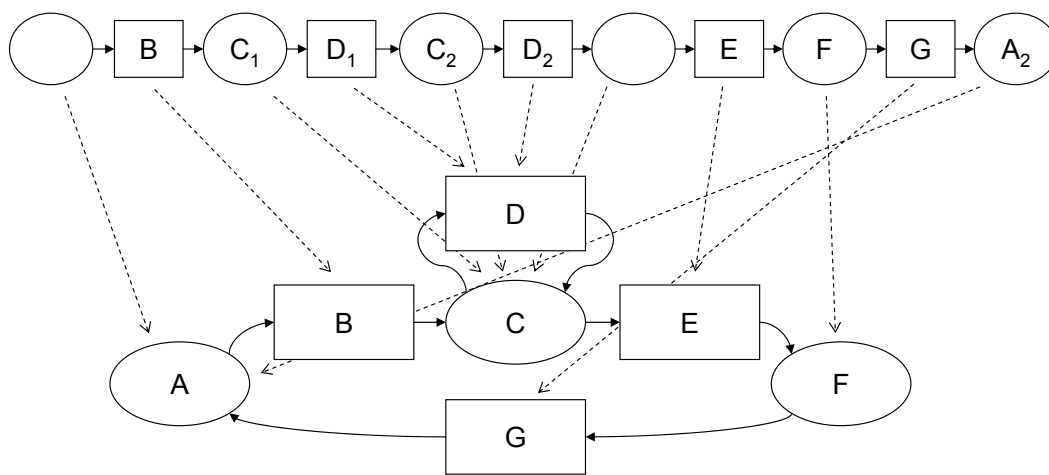 B C₁ D₁ C₂ D₂ E F G A₂
D
B C E
A F
G